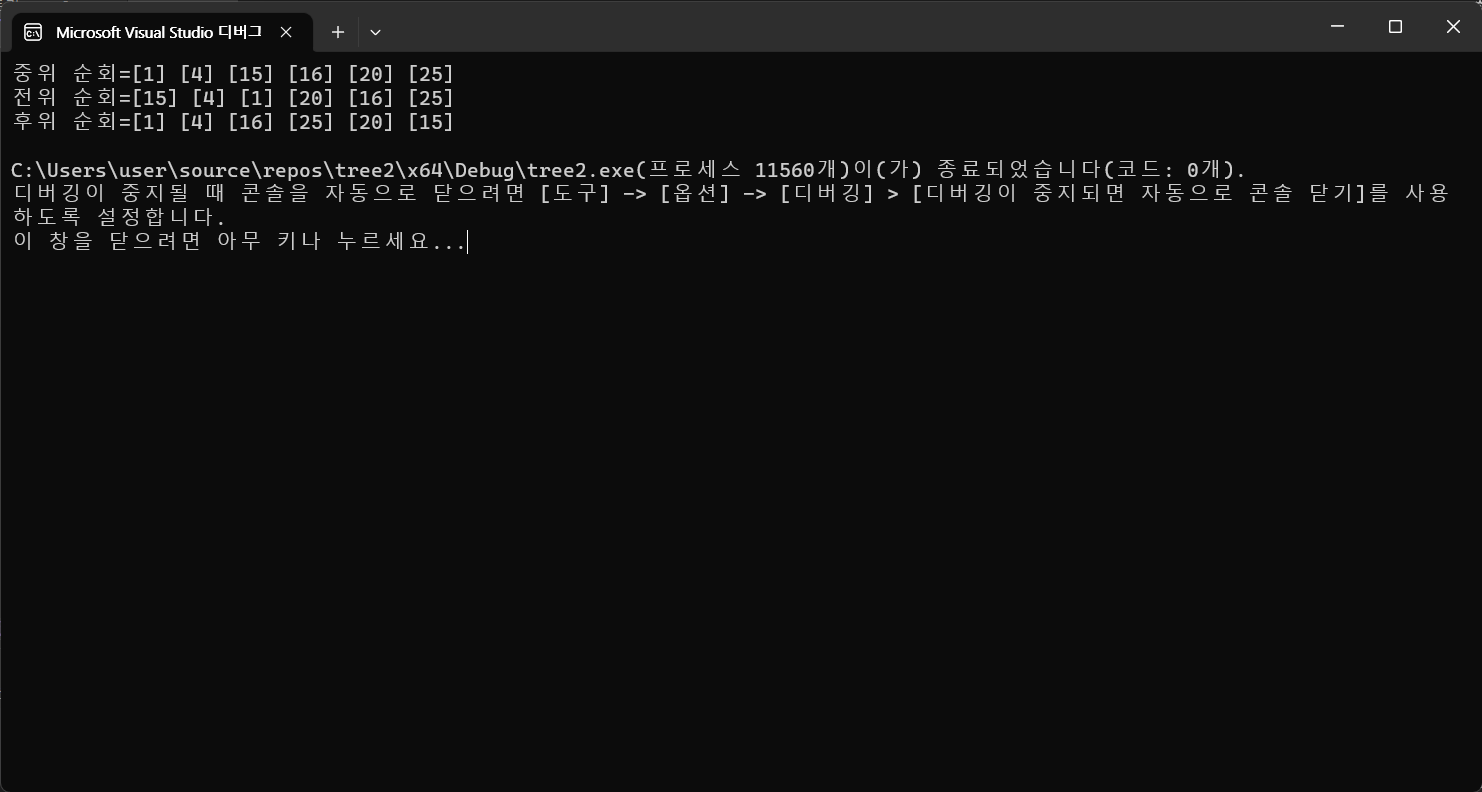 Microsoft Visual Studio 디버그
중위 순회=[1] [4] [15] [16] [20] [25]
전위 순회=[15] [4] [1] [20] [16] [25]
후위 순회=[1] [4] [16] [25] [20] [15]
C:\Users\user\source\repos\tree2\x64\Debug\tree2.exe(프로세스 11560개)이(가) 종료되었습니다(코드: 0개).
디버깅이 중지될 때 콘솔을 자동으로 닫으려면 [도구] -> [옵션] -> [디버깅] > [디버깅이 중지되면 자동으로 콘솔 닫기]를 사용
하도록 설정합니다.
이 창을 닫으려면 아무 키나 누르세요...